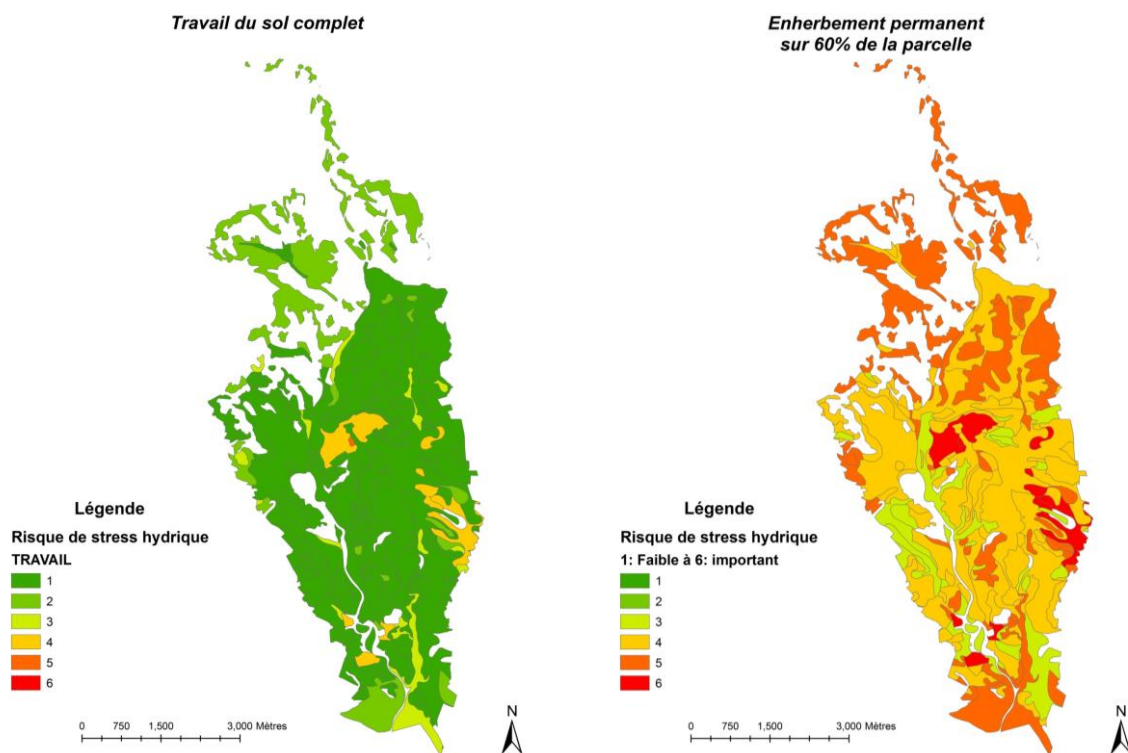 Travail du sol complet
Légende
Risque de stress hydrique
TRAVAIL
1
2
3
4
5
6
0 750 1,500 3,000 Mètres
N
Enherbement permanent
sur 60% de la parcelle
Légende
Risque de stress hydrique
1: Faible à 6: important
1
2
3
4
5
6
0 750 1,500 3,000 Mètres
N